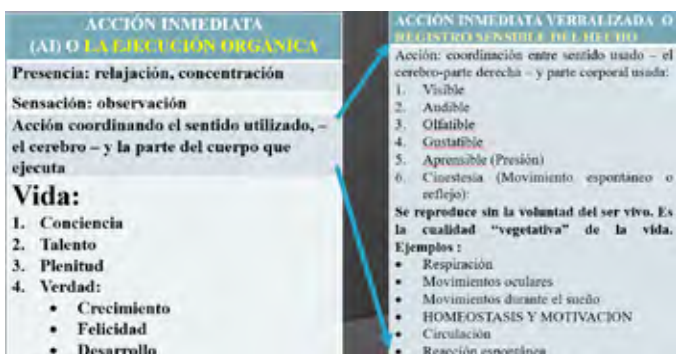 ACCIÓN INMEDIATA
(AI) O LA EJECUCIÓN ORGÁNICA
Presencia: relajación, concentración
Sensación: observación
Acción coordinando el sentido utilizado, –
el cerebro – y la parte del cuerpo que
ejecuta
Vida:
1. Conciencia
2. Talento
3. Plenitud
4. Verdad:
• Crecimiento
• Felicidad
• Desarrollo
ACCIÓN INMEDIATA VERBALIZADA O
REGISTRO SENSIBLE DEL HECHO
Acción: coordinación entre sentido usado – el
cerebro-parte derecha – y parte corporal usada:
1. Visible
2. Audible
3. Olfatible
4. Gustatible
5. Aprensible (Presión)
6. Cinestesia (Movimiento espontáneo o
reflejo):
Se reproduce sin la voluntad del ser vivo. Es
la cualidad “vegetativa” de la vida.
Ejemplos :
• Respiración
• Movimientos oculares
• Movimientos durante el sueño
• HOMEOSTASIS Y MOTIVACION
• Circulación
• Reacción espontánea